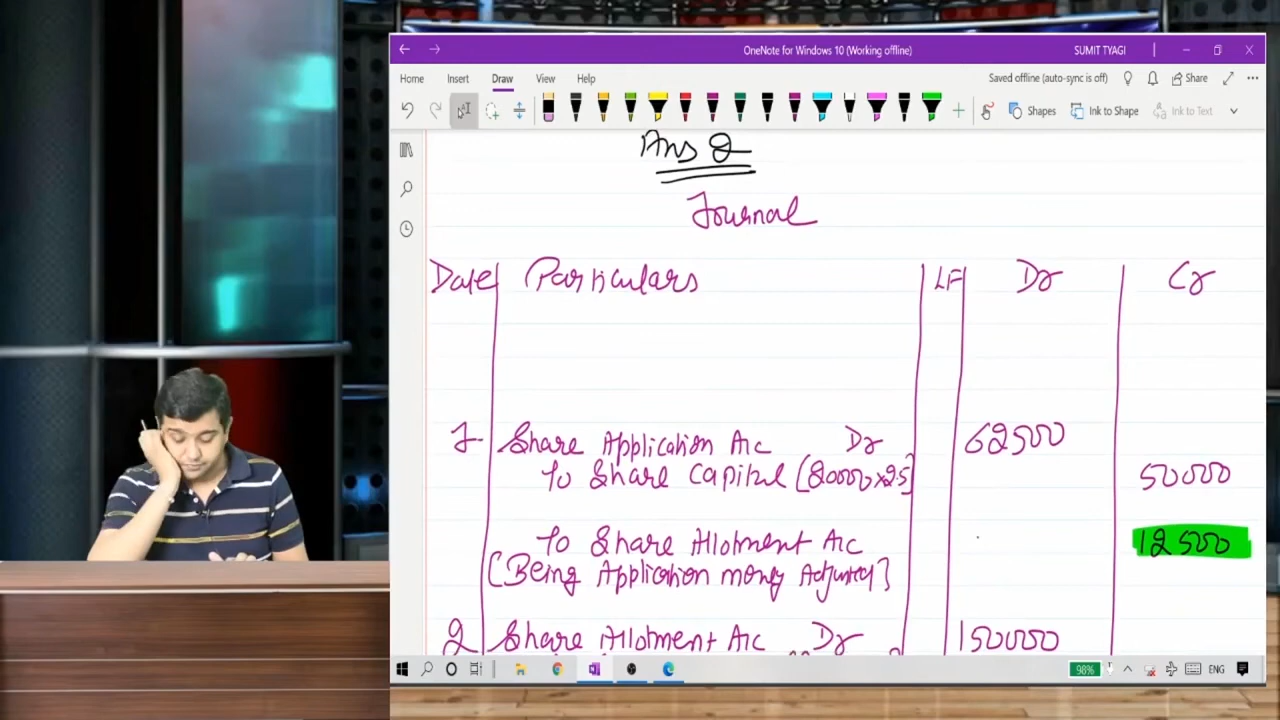 OneNote for Windows 10 (Working offline)
SUMIT TYAGI
Home Insert Draw View Help
Saved offline (auto-sync is off)
Share
Shapes
Ink to Shape
Ink to Text
Ans 2
Journal
Date Particulars LF Dr Cr
1- Share Application A/c Dr 62500
To Share Capital [20000x2.5] 50000
To Share Allotment A/c 12500
[Being Application money Adjusted]
2 Share Allotment A/c Dr 150000
98%
ENG